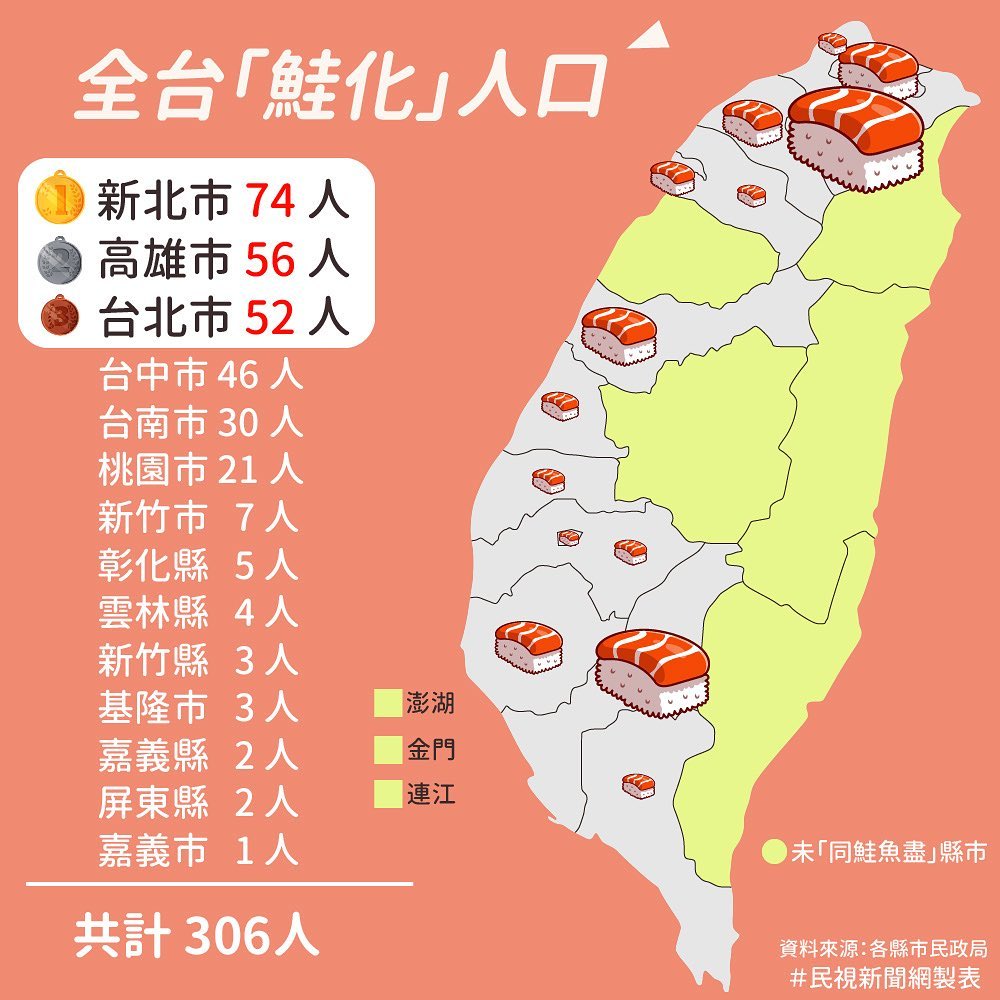 全台「鮭化」人口
1 新北市 74 人
2 高雄市 56 人
3 台北市 52 人
台中市 46 人
台南市 30 人
桃園市 21 人
新竹市 7 人
彰化縣 5 人
雲林縣 4 人
新竹縣 3 人
基隆市 3 人
嘉義縣 2 人
屏東縣 2 人
嘉義市 1 人
共計 306人
澎湖
金門
連江
未「同鮭魚盡」縣市
資料來源:各縣市民政局
#民視新聞網製表